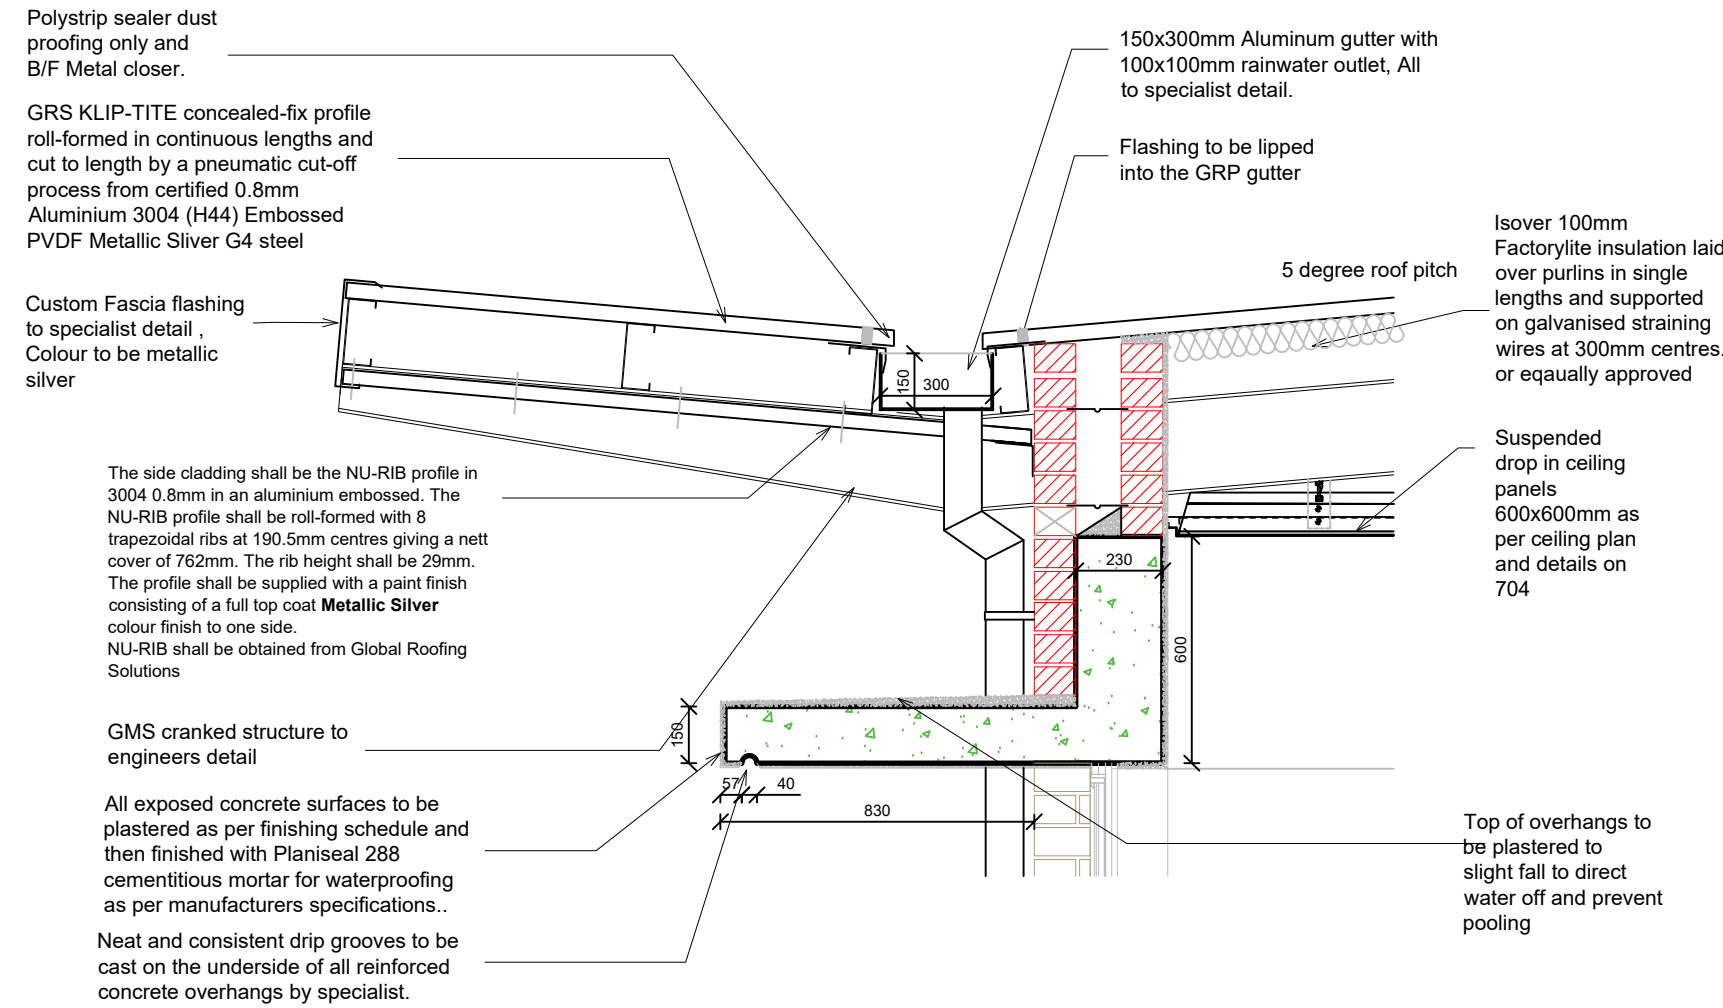 Polystrip sealer dust
proofing only and
B/F Metal closer.
GRS KLIP-TITE concealed-fix profile
roll-formed in continuous lengths and
cut to length by a pneumatic cut-off
process from certified 0.8mm
Aluminium 3004 (H44) Embossed
PVDF Metallic Sliver G4 steel
Custom Fascia flashing
to specialist detail ,
Colour to be metallic
silver
The side cladding shall be the NU-RIB profile in
3004 0.8mm in an aluminium embossed. The
NU-RIB profile shall be roll-formed with 8
trapezoidal ribs at 190.5mm centres giving a nett
cover of 762mm. The rib height shall be 29mm.
The profile shall be supplied with a paint finish
consisting of a full top coat Metallic Silver
colour finish to one side.
NU-RIB shall be obtained from Global Roofing
Solutions
GMS cranked structure to
engineers detail
All exposed concrete surfaces to be
plastered as per finishing schedule and
then finished with Planiseal 288
cementitious mortar for waterproofing
as per manufacturers specifications..
Neat and consistent drip grooves to be
cast on the underside of all reinforced
concrete overhangs by specialist.
150x300mm Aluminum gutter with
100x100mm rainwater outlet, All
to specialist detail.
Flashing to be lipped
into the GRP gutter
5 degree roof pitch
Isover 100mm
Factorylite insulation laid
over purlins in single
lengths and supported
on galvanised straining
wires at 300mm centres.
or eqaually approved
Suspended
drop in ceiling
panels
600x600mm as
per ceiling plan
and details on
704
Top of overhangs to
be plastered to
slight fall to direct
water off and prevent
pooling
150
300
230
600
150
57
40
830